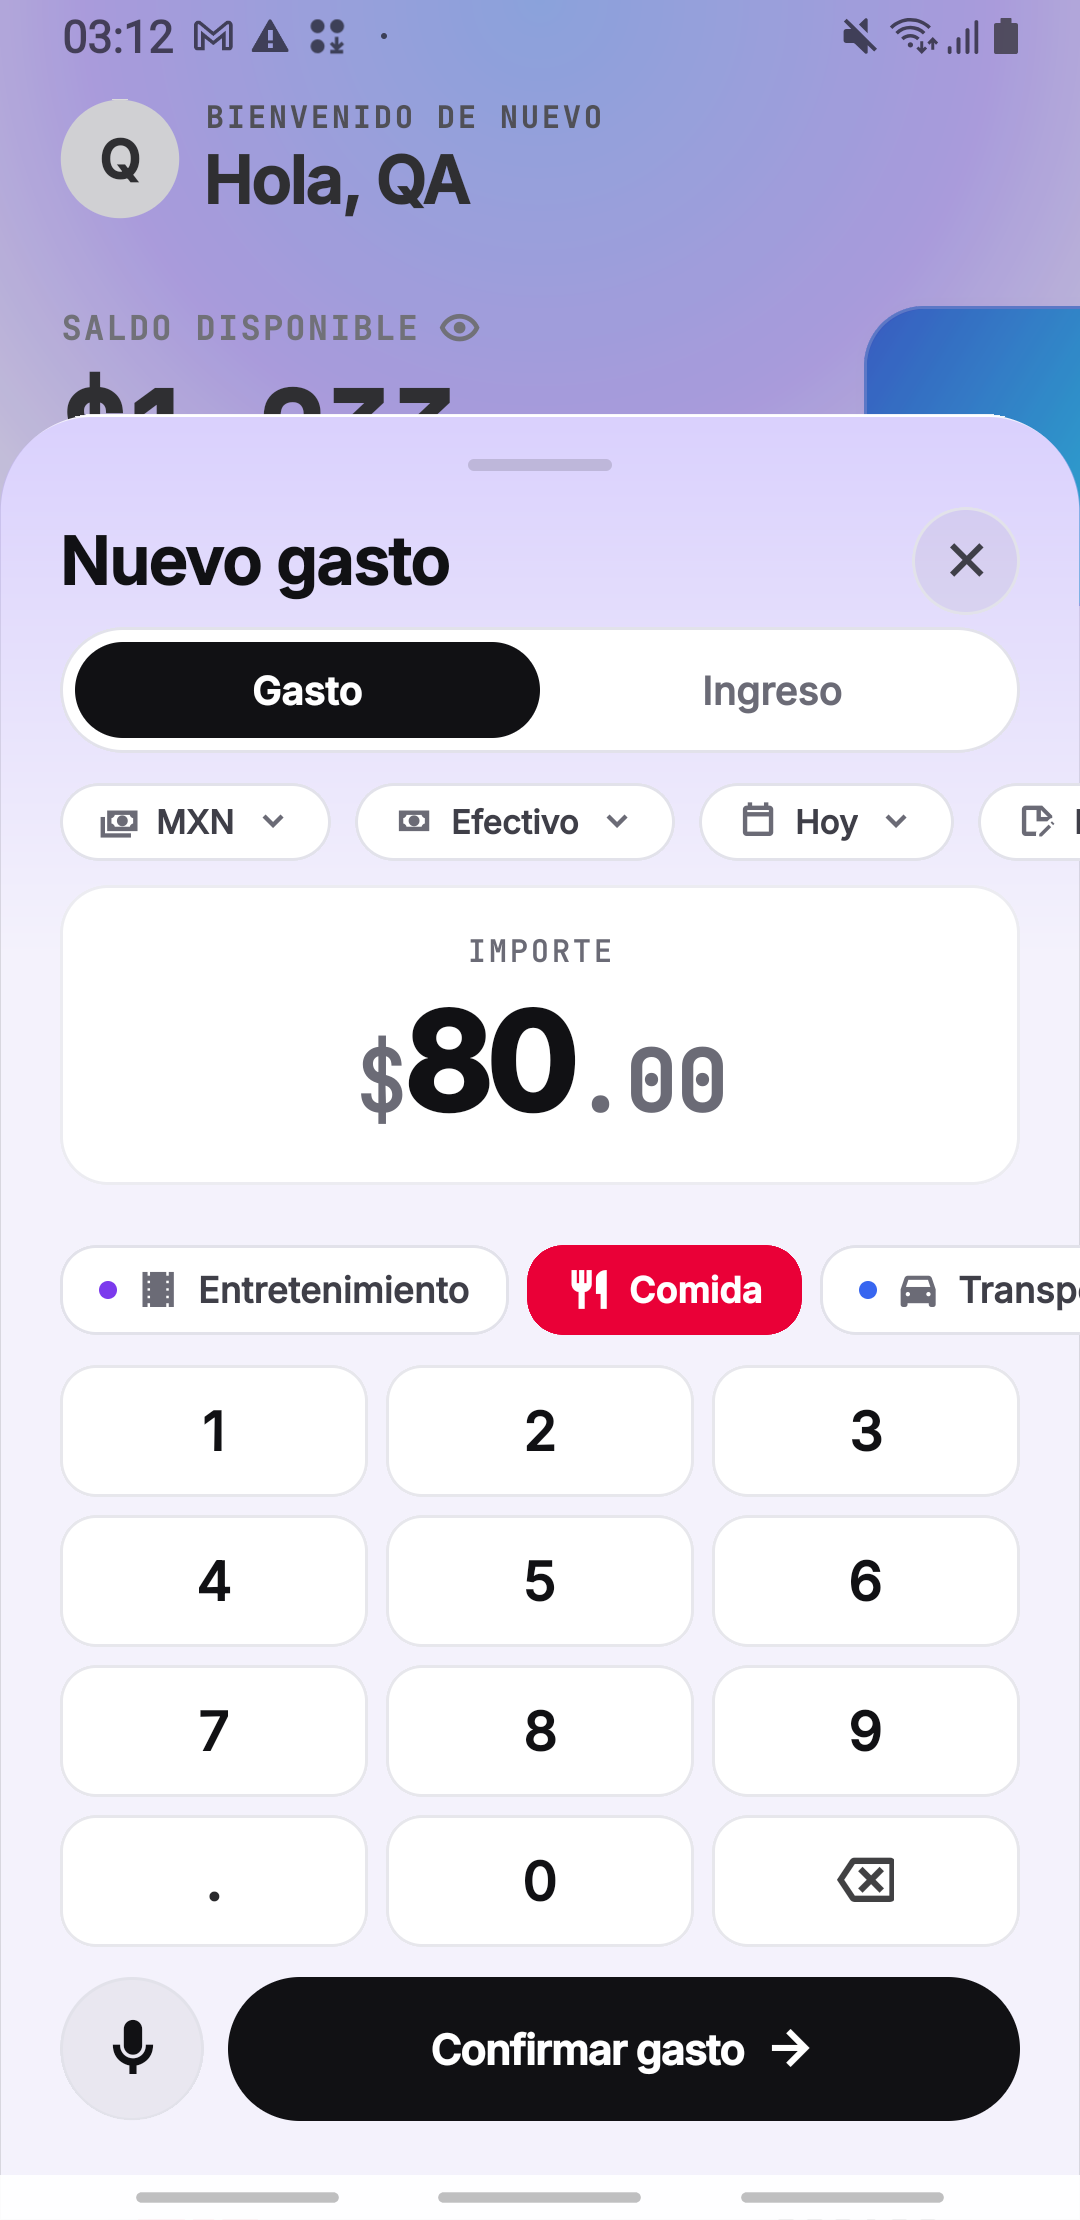 03:12
Q
BIENVENIDO DE NUEVO
Hola, QA
SALDO DISPONIBLE
Nuevo gasto
Gasto
Ingreso
MXN
Efectivo
Hoy
IMPORTE
$80.00
Entretenimiento
Comida
Transpo
1
2
3
4
5
6
7
8
9
.
0
Confirmar gasto